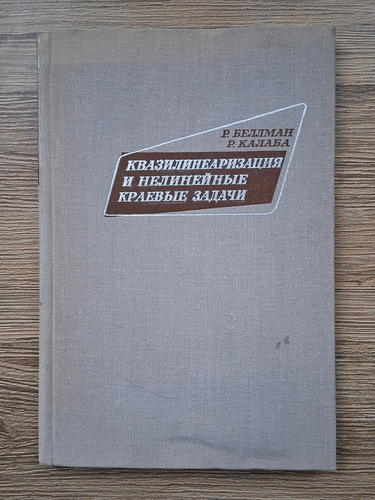 Р. БЕЛЛМАН
Р. КАЛАБА
КВАЗИЛИНЕАРИЗАЦИЯ
И НЕЛИНЕЙНЫЕ
КРАЕВЫЕ ЗАДАЧИ